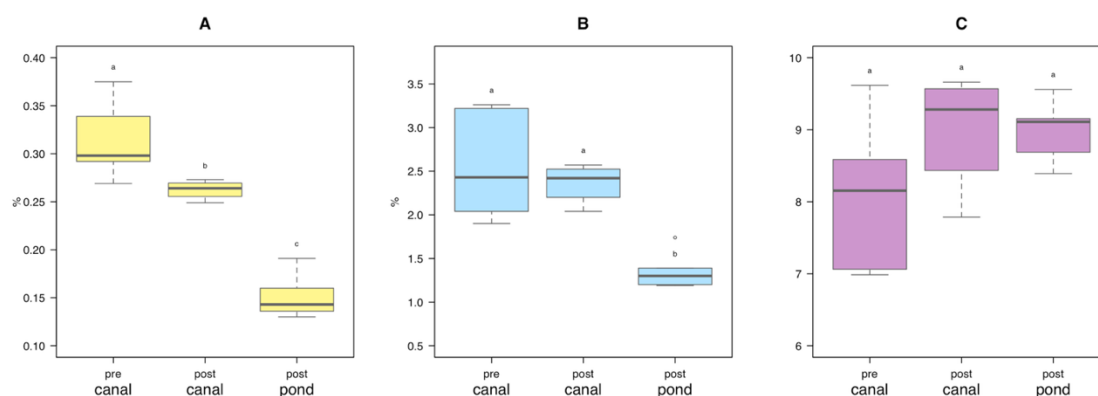 A
B
C
%
0.40
0.35
0.30
0.25
0.20
0.15
0.10
a
b
c
pre canal
post canal
post pond
%
3.5
3.0
2.5
2.0
1.5
1.0
0.5
a
a
b
pre canal
post canal
post pond
10
9
8
7
6
a
a
a
pre canal
post canal
post pond